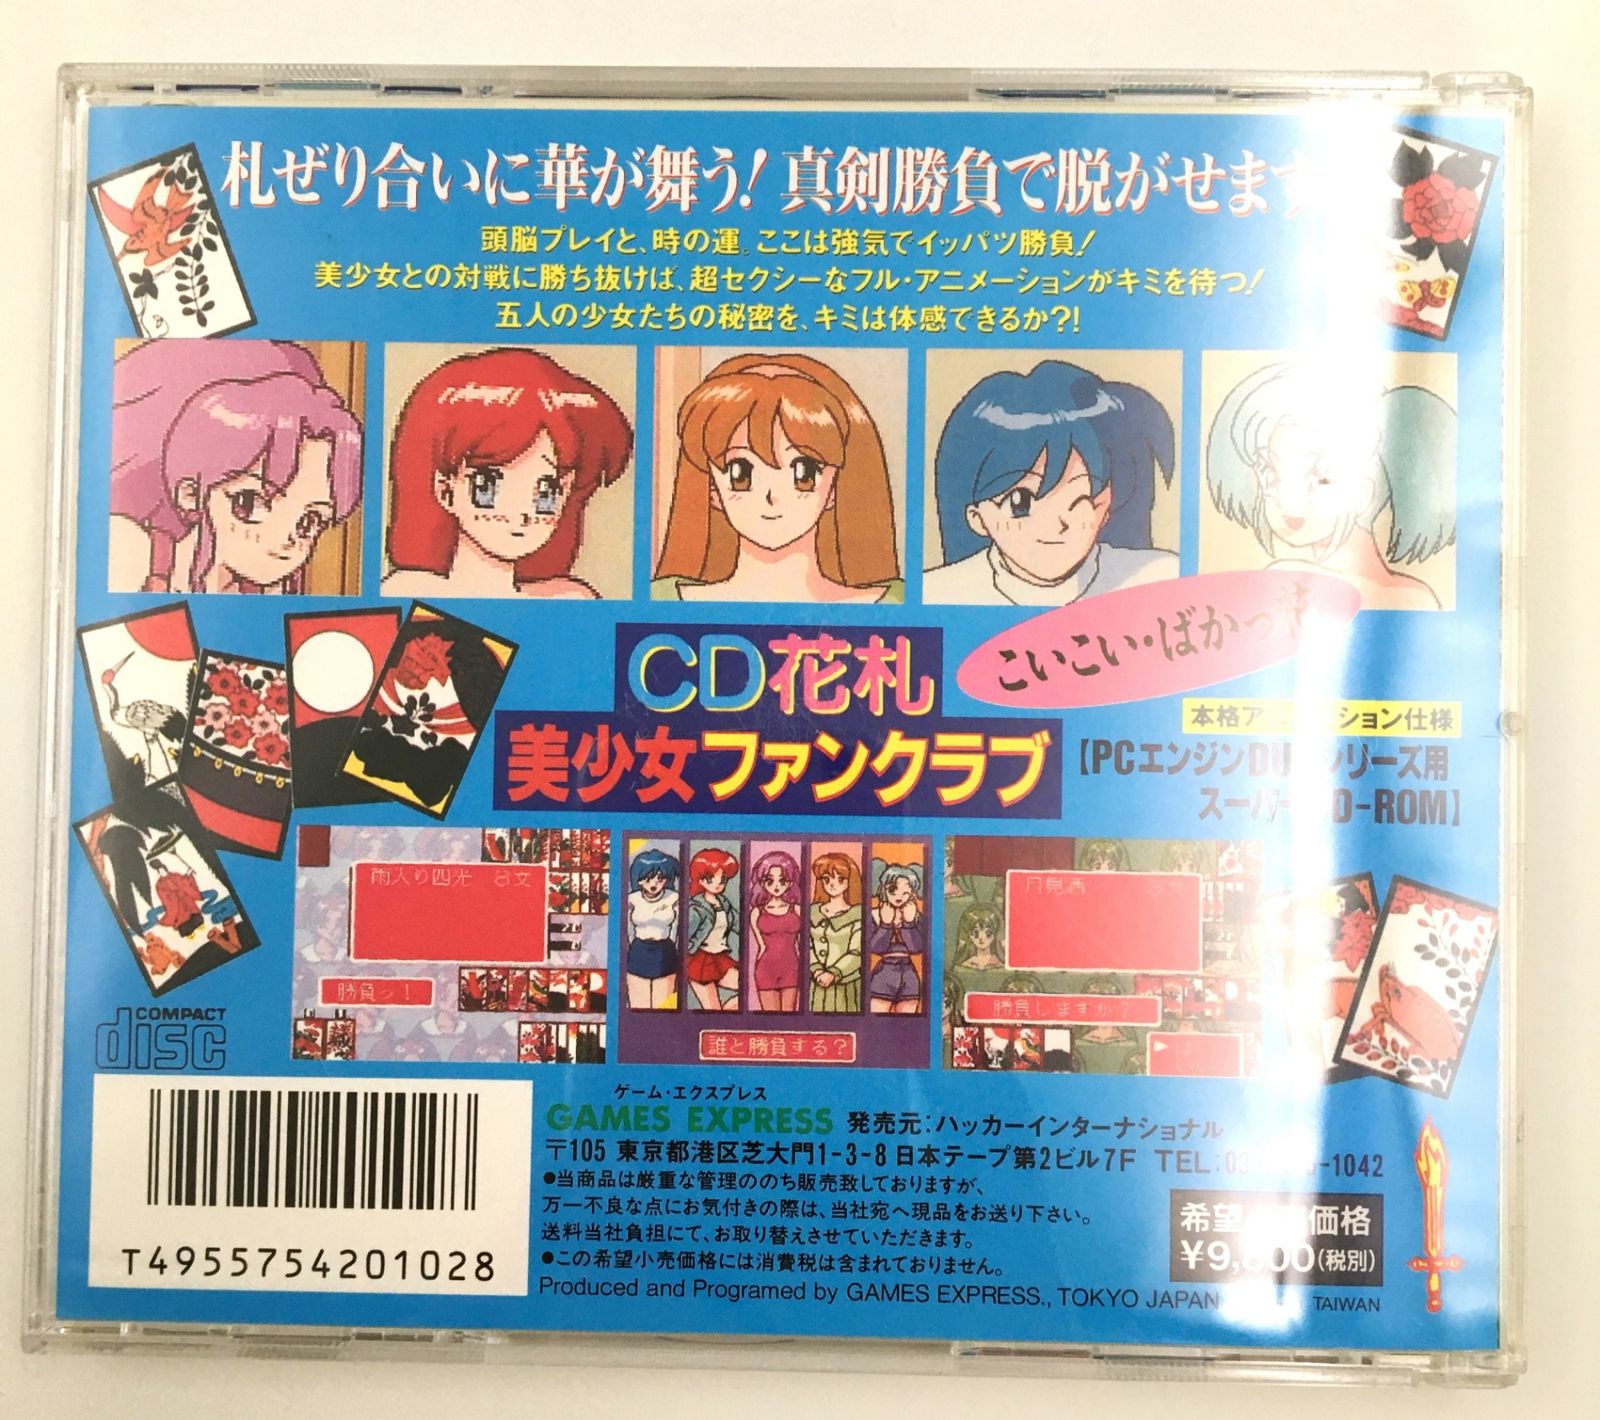 札ぜり合いに華が舞う!真剣勝負で脱がせます
頭脳プレイと、時の運。ここは強気でイッパツ勝負!
美少女との対戦に勝ち抜けば、超セクシーなフル・アニメーションがキミを待つ!
五人の少女たちの秘密を、キミは体感できるか?!
CD花札
こいこい・ばかっ花
美少女ファンクラブ
本格ア ション仕様
【PCエンジンDU シリーズ用
スーパー D-ROM】
雨入り四光 8文
勝負っ!
誰と勝負する?
月見酒
勝負しますか?
COMPACT
disc
T4955754201028
ゲーム・エクスプレス
GAMES EXPRESS 発売元:ハッカーインターナショナル
〒105 東京都港区芝大門1-3-8 日本テープ第2ビル7F TEL:03 -1042
●当商品は厳重な管理ののち販売致しておりますが、
万一不良な点にお気付きの際は、当社宛へ現品をお送り下さい。
送料当社負担にて、お取り替えさせていただきます。
●この希望小売価格には消費税は含まれておりません。
希望 価格
¥9, 00(税別)
Produced and Programed by GAMES EXPRESS., TOKYO JAPAN TAIWAN